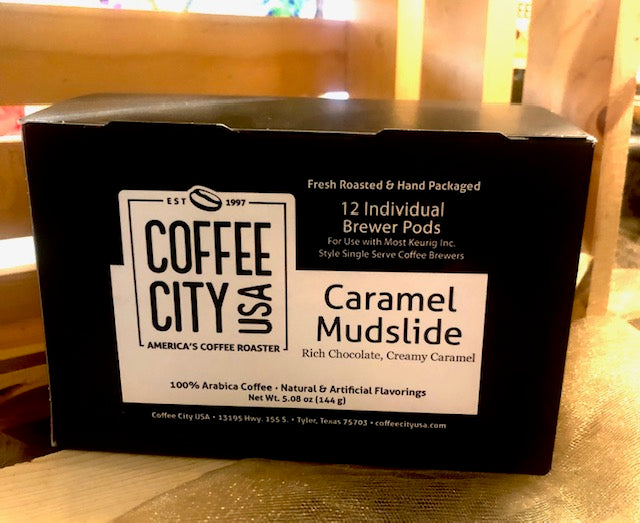 EST 1997
COFFEE
CITY USA
AMERICA'S COFFEE ROASTER
Fresh Roasted & Hand Packaged
12 Individual
Brewer Pods
For Use with Most Keurig Inc.
Style Single Serve Coffee Brewers
Caramel
Mudslide
Rich Chocolate, Creamy Caramel
100% Arabica Coffee • Natural & Artificial Flavorings
Net Wt. 5.08 oz (144 g)
Coffee City USA • 13195 Hwy. 155 S. • Tyler, Texas 75703 • coffeecityusa.com